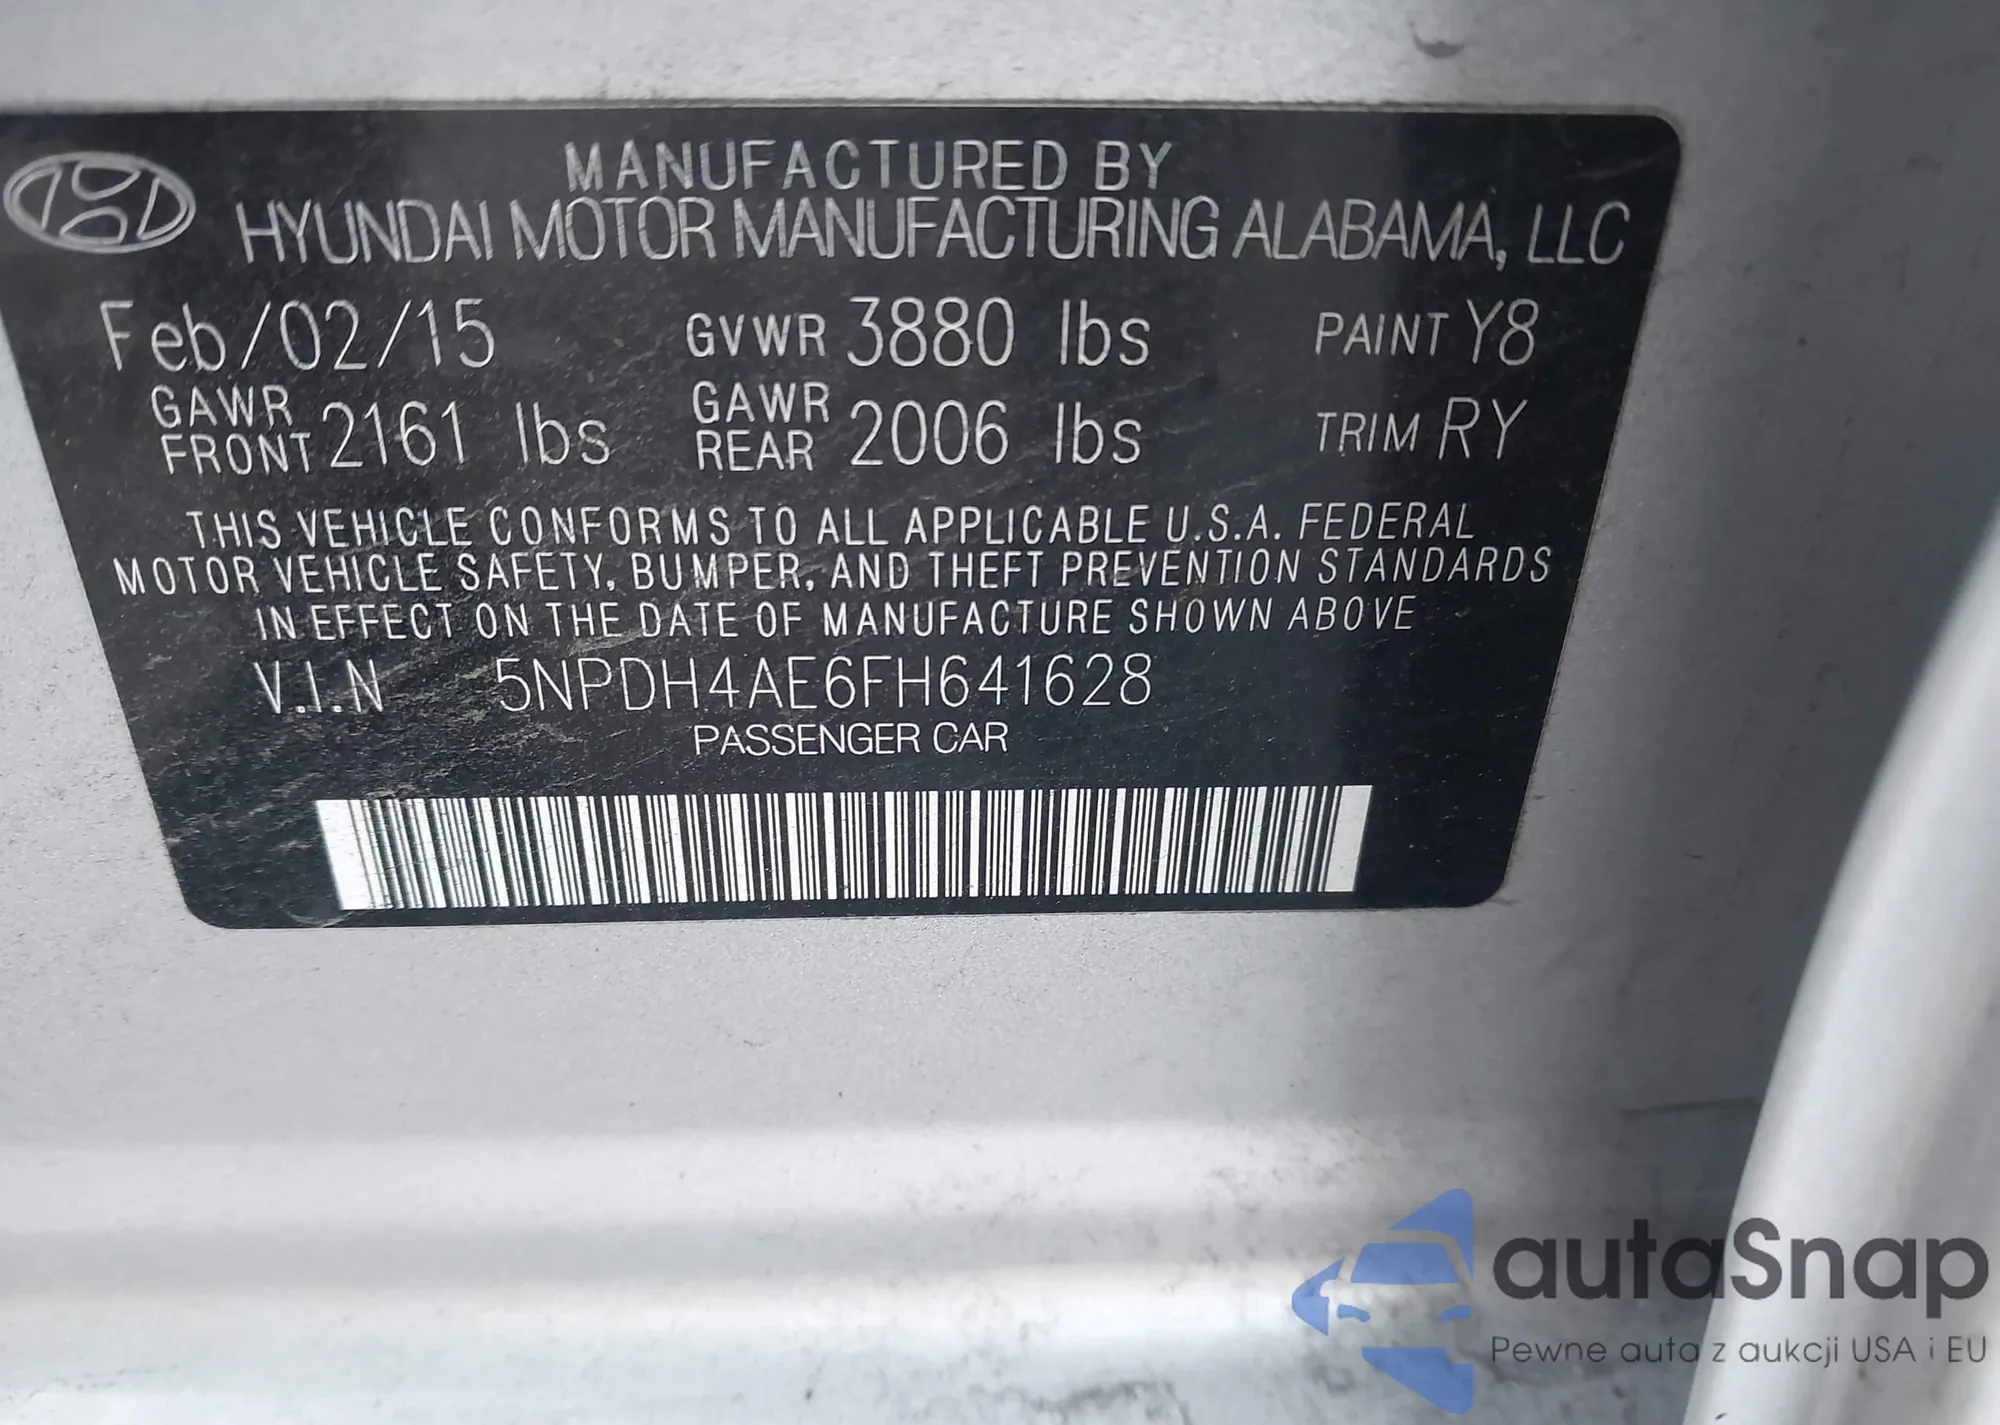 MANUFACTURED BY
HYUNDAI MOTOR MANUFACTURING ALABAMA, LLC
Feb/02/15 GVWR 3880 lbs PAINT Y8
GAWR FRONT 2161 lbs GAWR REAR 2006 lbs TRIM RY
THIS VEHICLE CONFORMS TO ALL APPLICABLE U.S.A. FEDERAL
MOTOR VEHICLE SAFETY, BUMPER, AND THEFT PREVENTION STANDARDS
IN EFFECT ON THE DATE OF MANUFACTURE SHOWN ABOVE
V.I.N 5NPDH4AE6FH641628
PASSENGER CAR
autaSnap
Pewne auta z aukcji USA i EU